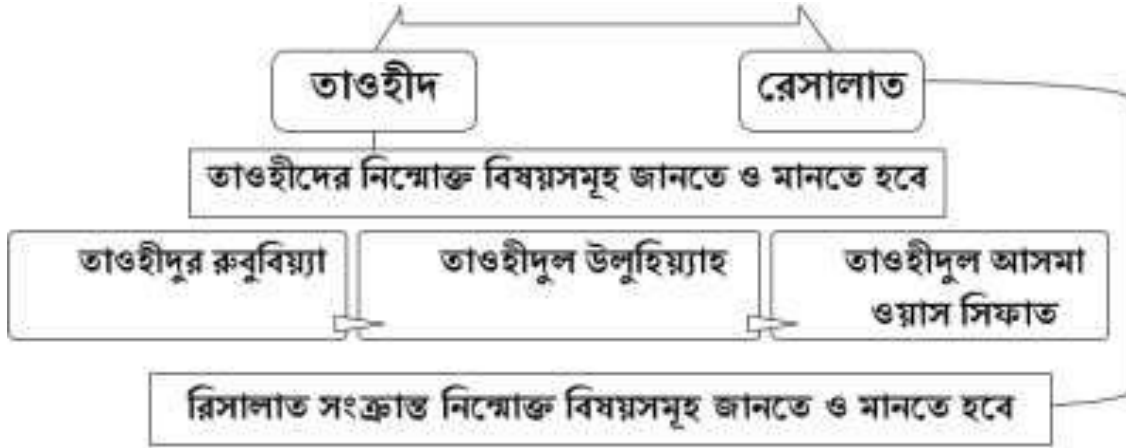 তাওহীদ
রেসালাত
তাওহীদের নিম্মোক্ত বিষয়সমূহ জানতে ও মানতে হবে
তাওহীদুর রুবুবিয়্যা
তাওহীদুল উলুহিয়্যাহ
তাওহীদুল আসমা
ওয়াস সিফাত
রিসালাত সংক্রান্ত নিম্মোক্ত বিষয়সমূহ জানতে ও মানতে হবে